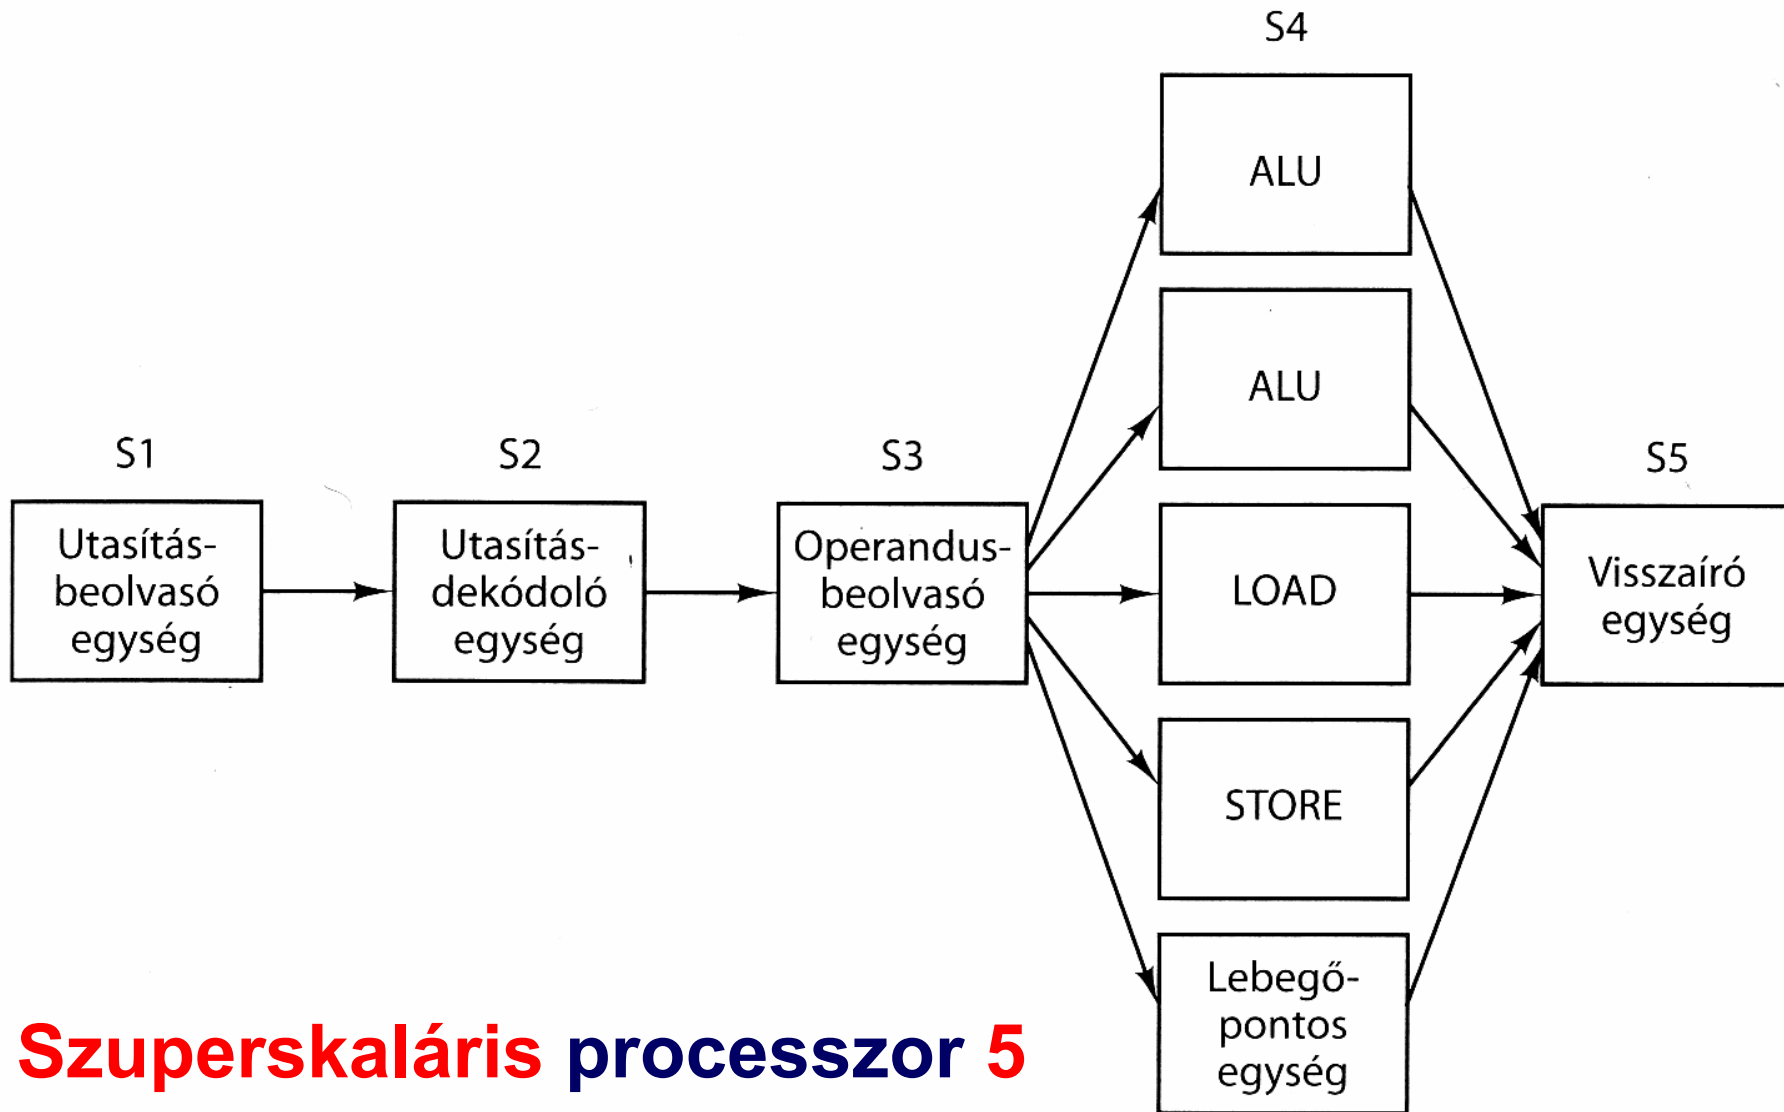 S4
ALU
ALU
S1
S2
S3
S5
Utasítás-
beolvasó
egység
Utasítás-
dekódoló
egység
Operandus-
beolvasó
egység
LOAD
Visszaíró
egység
STORE
Lebegő-
pontos
egység
Szuperskaláris processzor 5